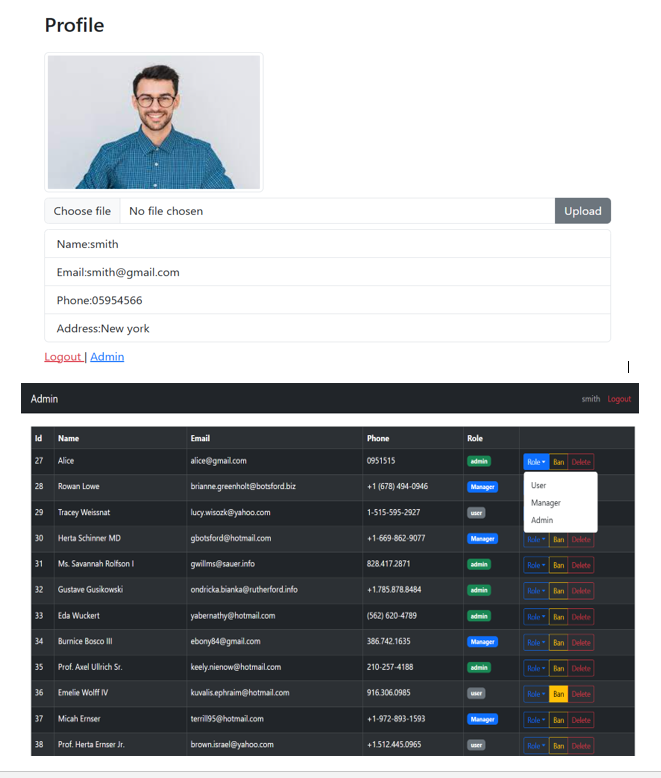 Profile
Choose file No file chosen Upload
Name:smith
Email:smith@gmail.com
Phone:05954566
Address:New york
Logout | Admin
Admin smith Logout
Id Name Email Phone Role
27 Alice alice@gmail.com 0951515 admin Role Ban Delete
User
Manager
Admin
28 Rowan Lowe brianne.greenholt@botsford.biz +1 (678) 494-0946 Manager
29 Tracey Weissnat lucy.wisozk@yahoo.com 1-515-595-2927 user
30 Herta Schinner MD gbotsford@hotmail.com +1-669-862-9077 Manager Role Ban Delete
31 Ms. Savannah Rolfson I gwillms@sauer.info 828.417.2871 admin Role Ban Delete
32 Gustave Gusikowski ondricka.bianka@rutherford.info +1.785.878.8484 admin Role Ban Delete
33 Eda Wuckert yabernathy@hotmail.com (562) 620-4789 admin Role Ban Delete
34 Burnice Bosco III ebony84@gmail.com 386.742.1635 Manager Role Ban Delete
35 Prof. Axel Ullrich Sr. keely.nienow@hotmail.com 210-257-4188 admin Role Ban Delete
36 Emelie Wolff IV kuvalis.ephraim@hotmail.com 916.306.0985 user Role Ban Delete
37 Micah Ernser terrill95@hotmail.com +1-972-893-1593 Manager Role Ban Delete
38 Prof. Herta Ernser Jr. brown.israel@yahoo.com +1.512.445.0965 user Role Ban Delete